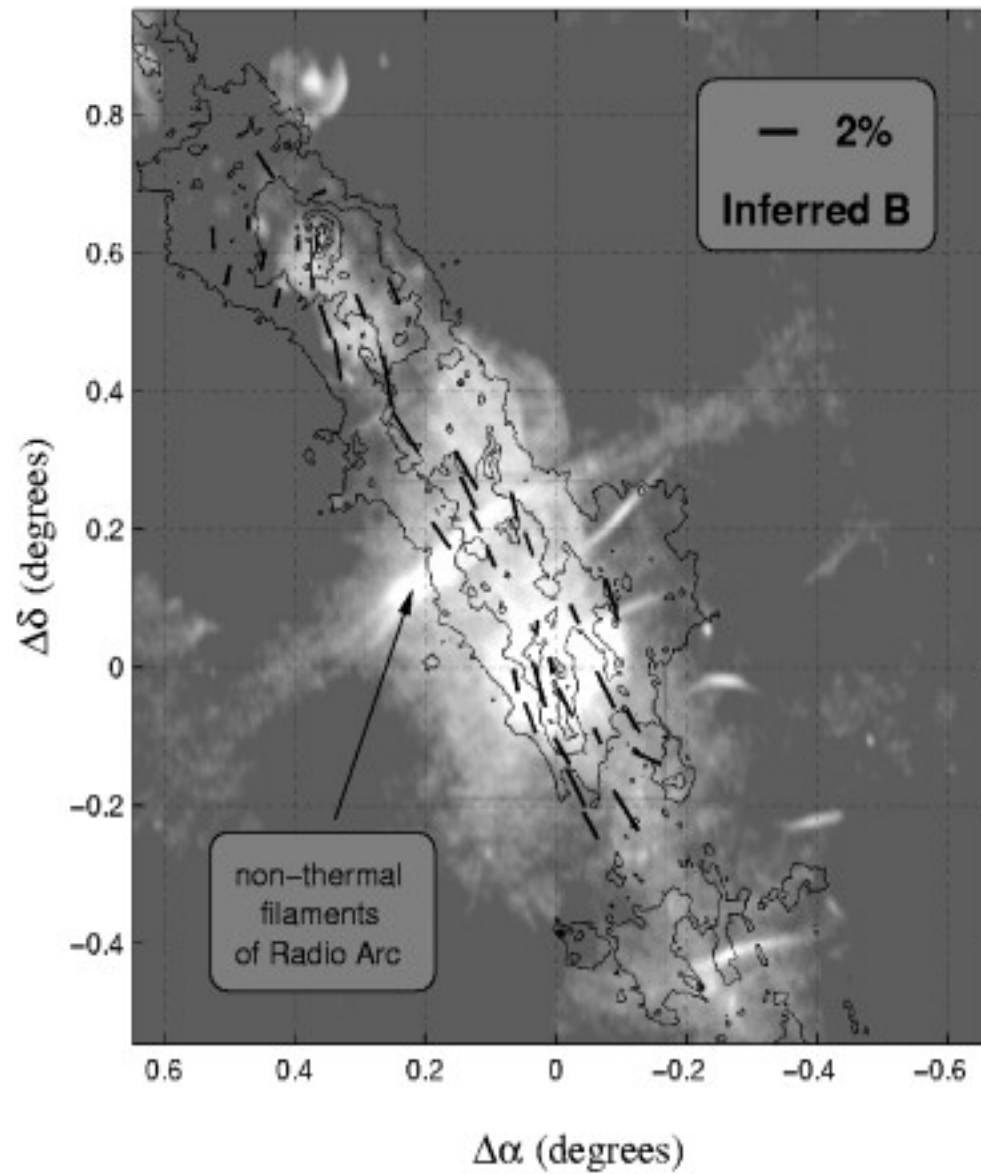 0.8
0.6
0.4
0.2
0
−0.2
−0.4
Δδ (degrees)
2%
Inferred B
non−thermal
filaments
of Radio Arc
0.6 0.4 0.2 0 −0.2 −0.4 −0.6
Δα (degrees)